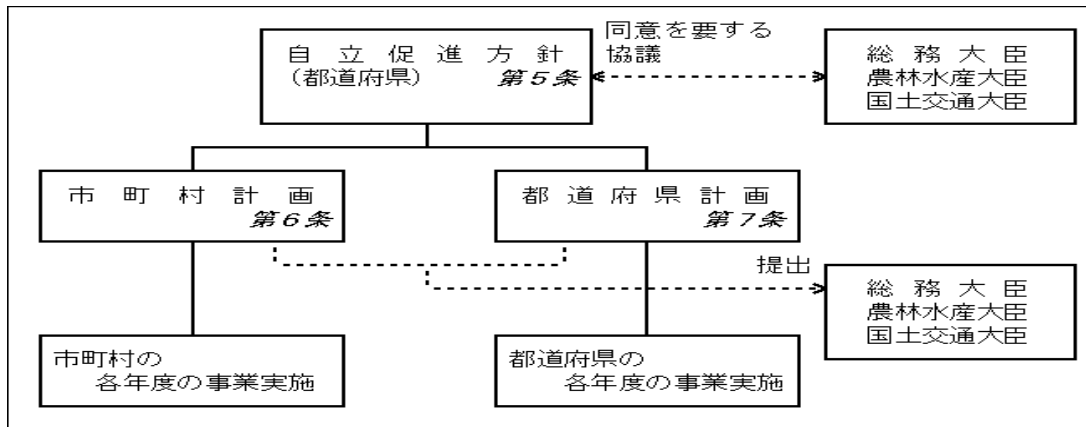 自立促進方針
(都道府県) 第5条
同意を要する
協議
総務大臣
農林水産大臣
国土交通大臣
市町村計画
第6条
都道府県計画
第7条
提出
総務大臣
農林水産大臣
国土交通大臣
市町村の
各年度の事業実施
都道府県の
各年度の事業実施